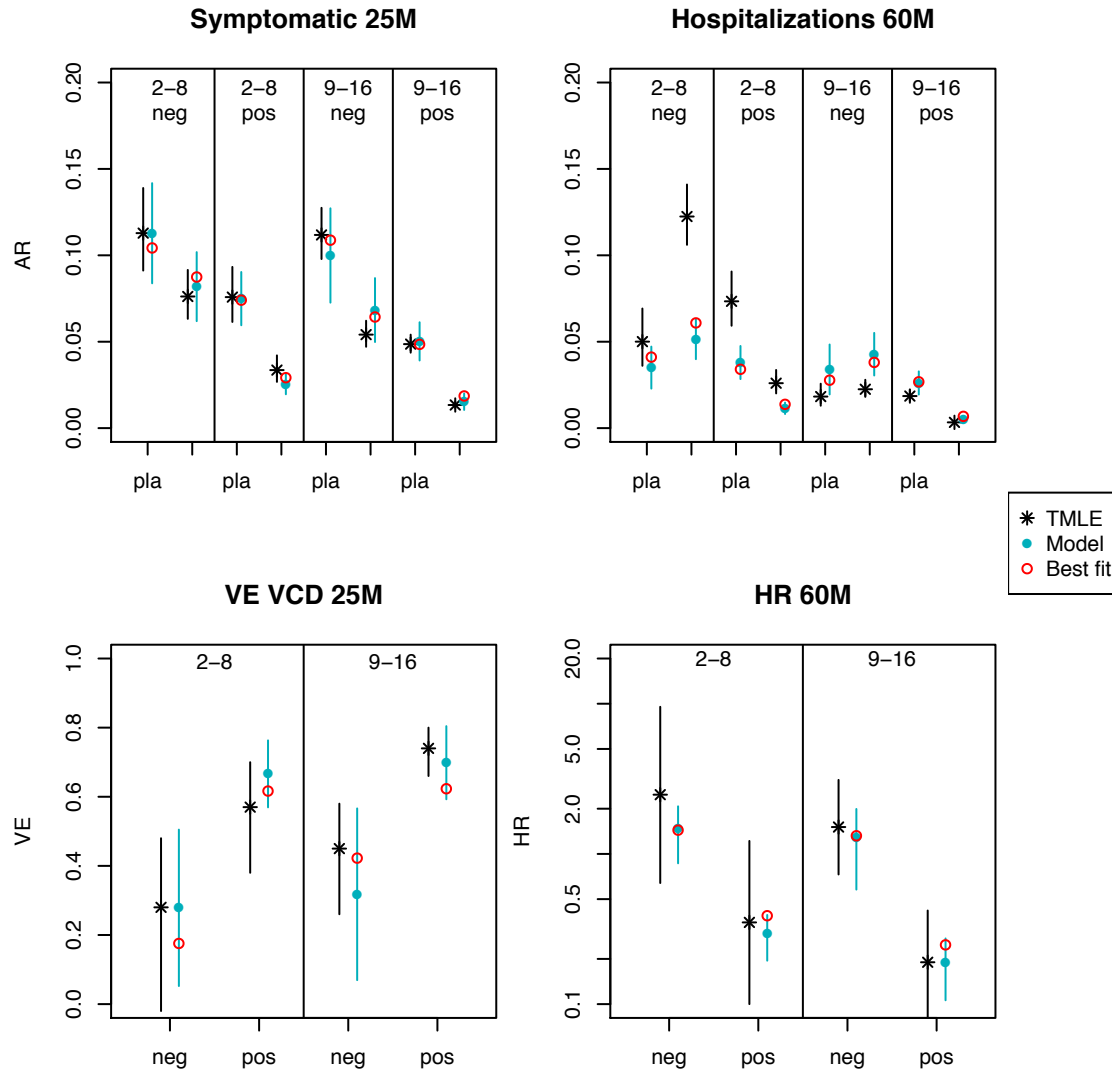 Symptomatic 25M
AR
0.00 0.05 0.10 0.15 0.20
2−8 2−8 9−16 9−16
neg pos neg pos
pla pla pla pla
Hospitalizations 60M
0.00 0.05 0.10 0.15 0.20
2−8 2−8 9−16 9−16
neg pos neg pos
pla pla pla pla
TMLE
Model
Best fit
VE VCD 25M
VE
0.0 0.2 0.4 0.6 0.8 1.0
2−8 9−16
neg pos neg pos
HR 60M
HR
0.1 0.5 2.0 5.0 20.0
2−8 9−16
neg pos neg pos